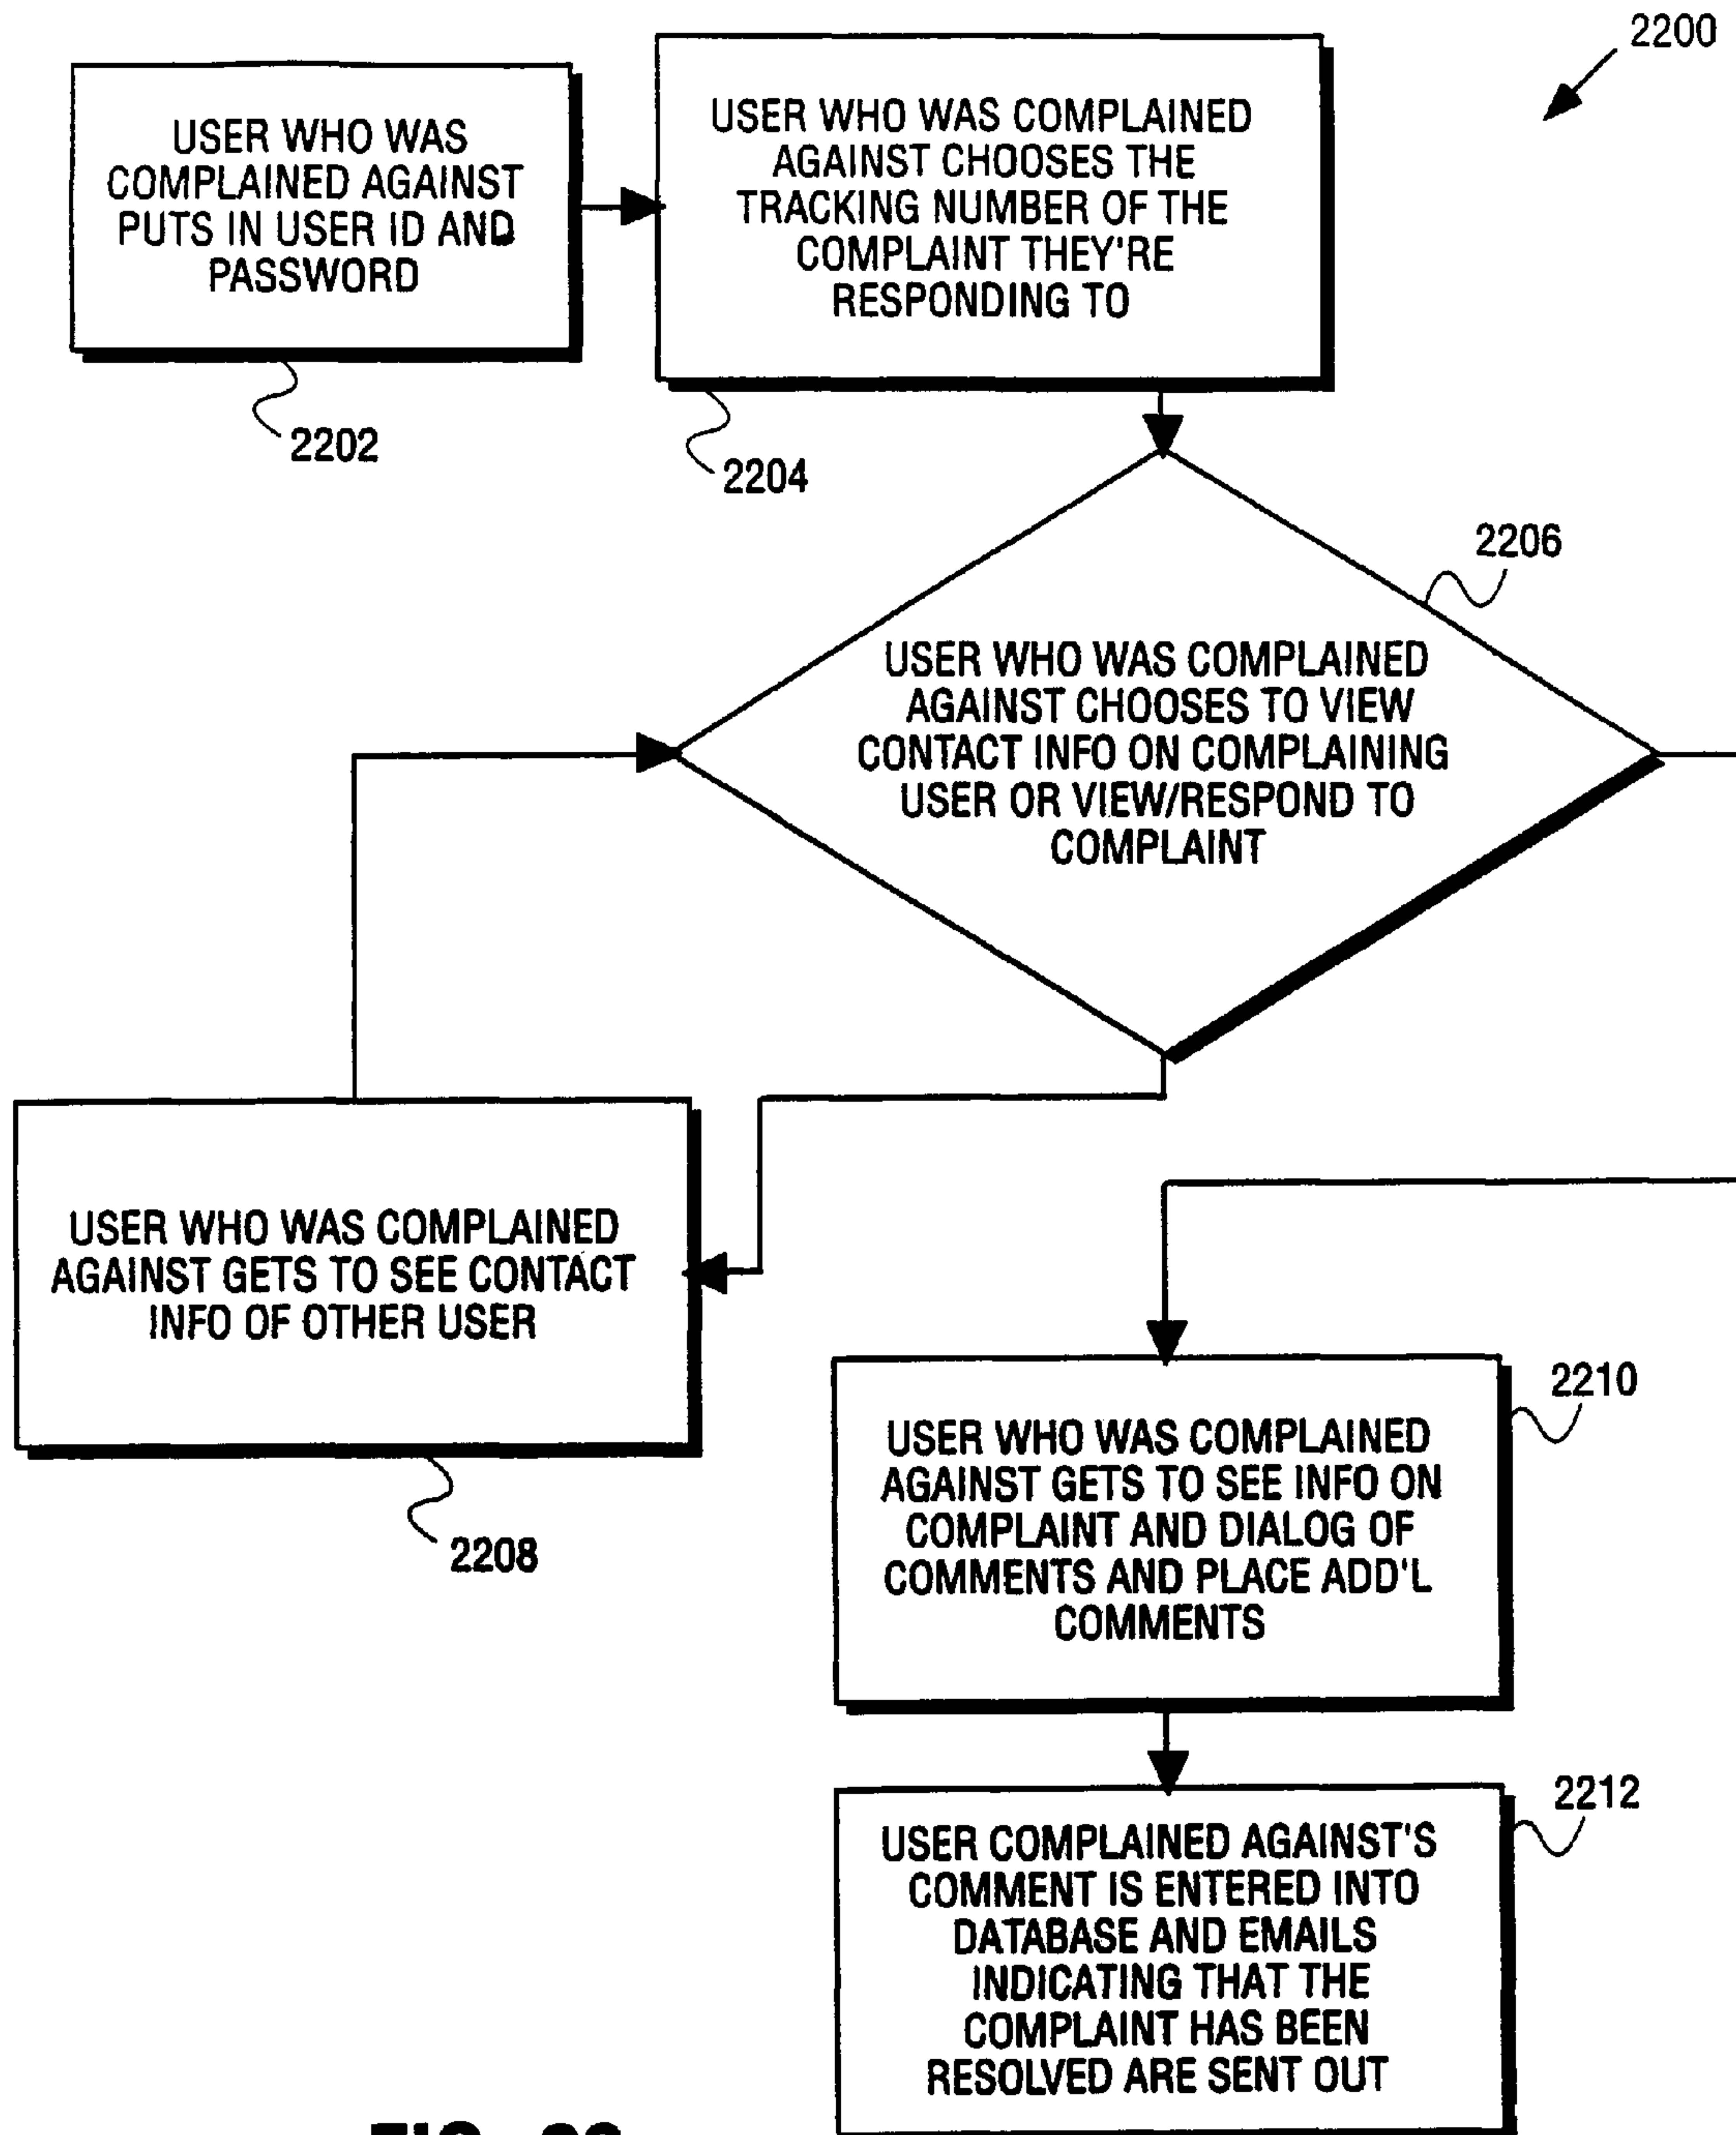 2200
USER WHO WAS
COMPLAINED AGAINST
PUTS IN USER ID AND
PASSWORD
2202
USER WHO WAS COMPLAINED
AGAINST CHOOSES THE
TRACKING NUMBER OF THE
COMPLAINT THEY'RE
RESPONDING TO
2204
2206
USER WHO WAS COMPLAINED
AGAINST CHOOSES TO VIEW
CONTACT INFO ON COMPLAINING
USER OR VIEW/RESPOND TO
COMPLAINT
USER WHO WAS COMPLAINED
AGAINST GETS TO SEE CONTACT
INFO OF OTHER USER
2208
2210
USER WHO WAS COMPLAINED
AGAINST GETS TO SEE INFO ON
COMPLAINT AND DIALOG OF
COMMENTS AND PLACE ADD'L
COMMENTS
2212
USER COMPLAINED AGAINST'S
COMMENT IS ENTERED INTO
DATABASE AND EMAILS
INDICATING THAT THE
COMPLAINT HAS BEEN
RESOLVED ARE SENT OUT
FIG.